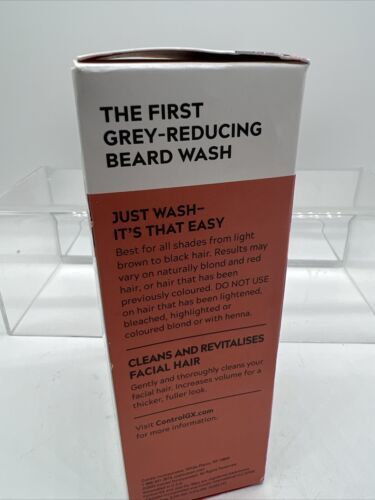 THE FIRST
GREY-REDUCING
BEARD WASH
JUST WASH–
IT'S THAT EASY
Best for all shades from light
brown to black hair. Results may
vary on naturally blond and red
hair, or hair that has been
previously coloured. DO NOT USE
on hair that has been lightened,
bleached, highlighted or
coloured blond or with henna.
CLEANS AND REVITALISES
FACIAL HAIR
Gently and thoroughly cleans your
facial hair. Increases volume for a
thicker, fuller look.
Visit ControlGX.com
for more information.